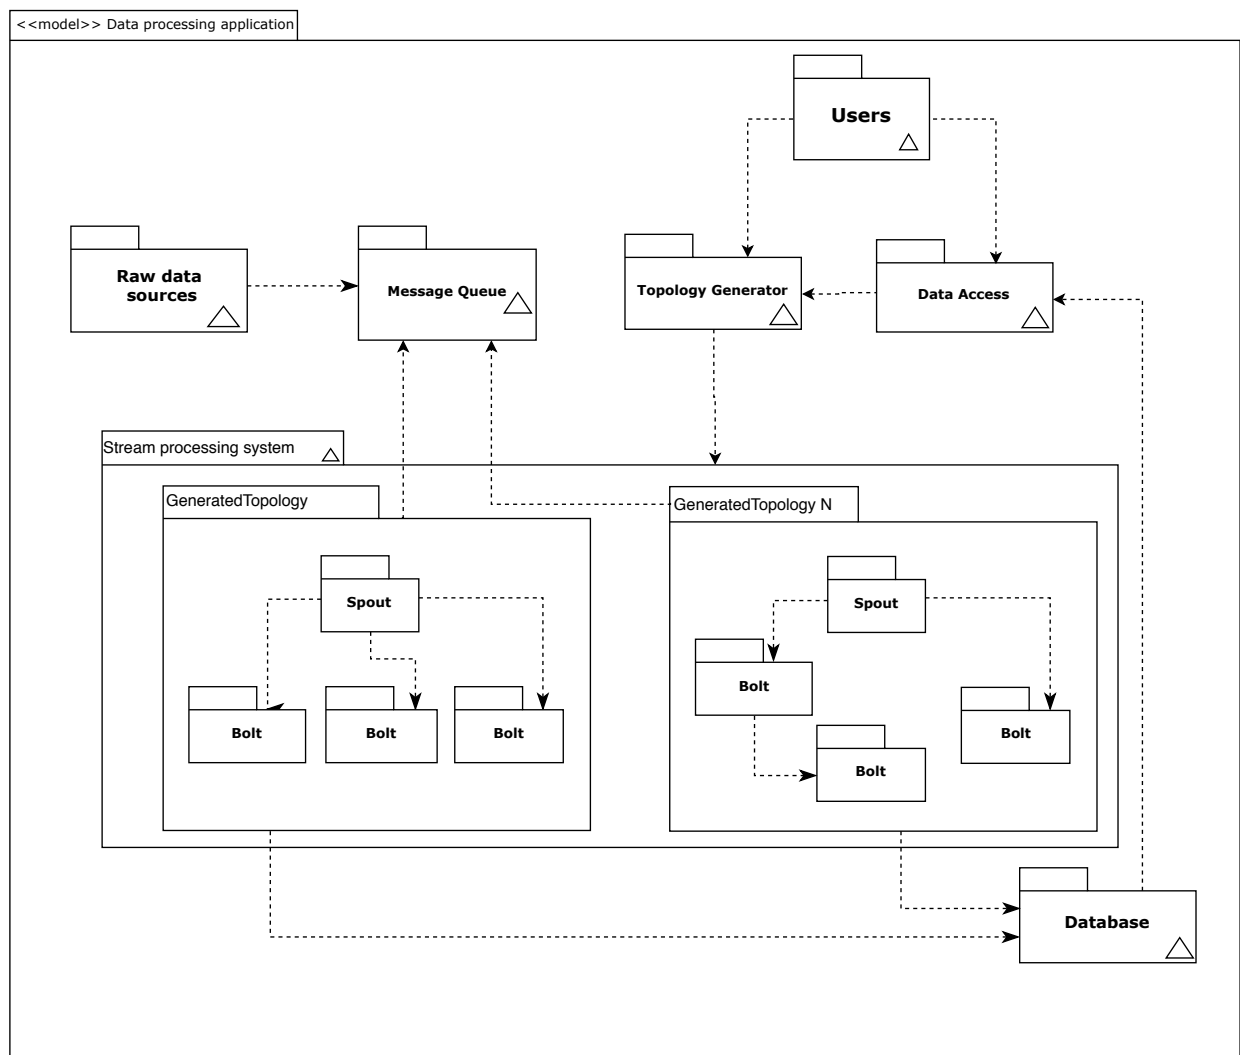 <<model>> Data processing application
Users
Raw data
sources
Message Queue
Topology Generator
Data Access
Stream processing system
GeneratedTopology
GeneratedTopology N
Spout
Spout
Bolt
Bolt
Bolt
Bolt
Bolt
Bolt
Database